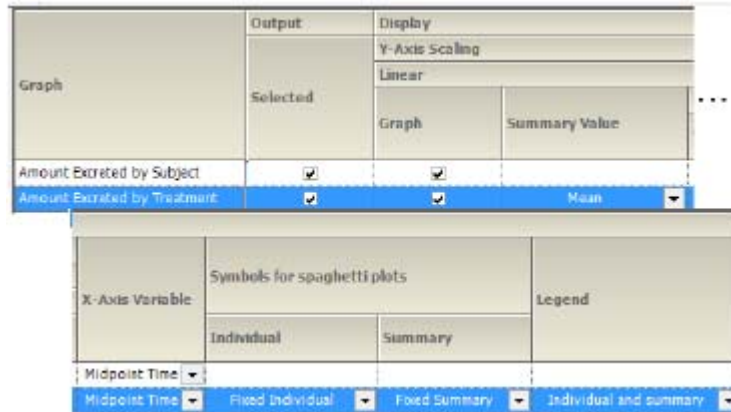 Graph
Output
Display
Y-Axis Scaling
Linear
Selected
Graph
Summary Value
...
Amount Excreted by Subject
Amount Excreted by Treatment
Mean
X-Axis Variable
Symbols for spaghetti plots
Legend
Individual
Summary
Midpoint Time
Midpoint Time
Fixed Individual
Fixed Summary
Individual and summary